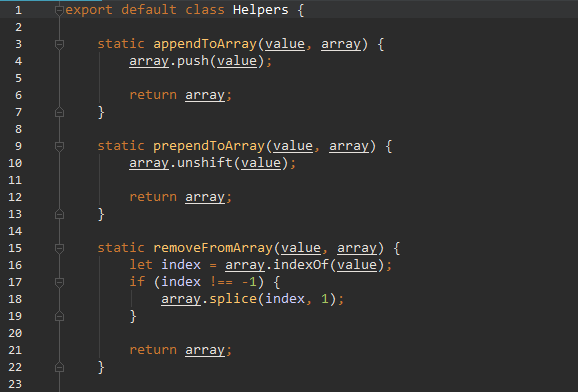 1 export default class Helpers {
2
3 static appendToArray(value, array) {
4 array.push(value);
5
6 return array;
7 }
8
9 static prependToArray(value, array) {
10 array.unshift(value);
11
12 return array;
13 }
14
15 static removeFromArray(value, array) {
16 let index = array.indexOf(value);
17 if (index !== -1) {
18 array.splice(index, 1);
19 }
20
21 return array;
22 }
23